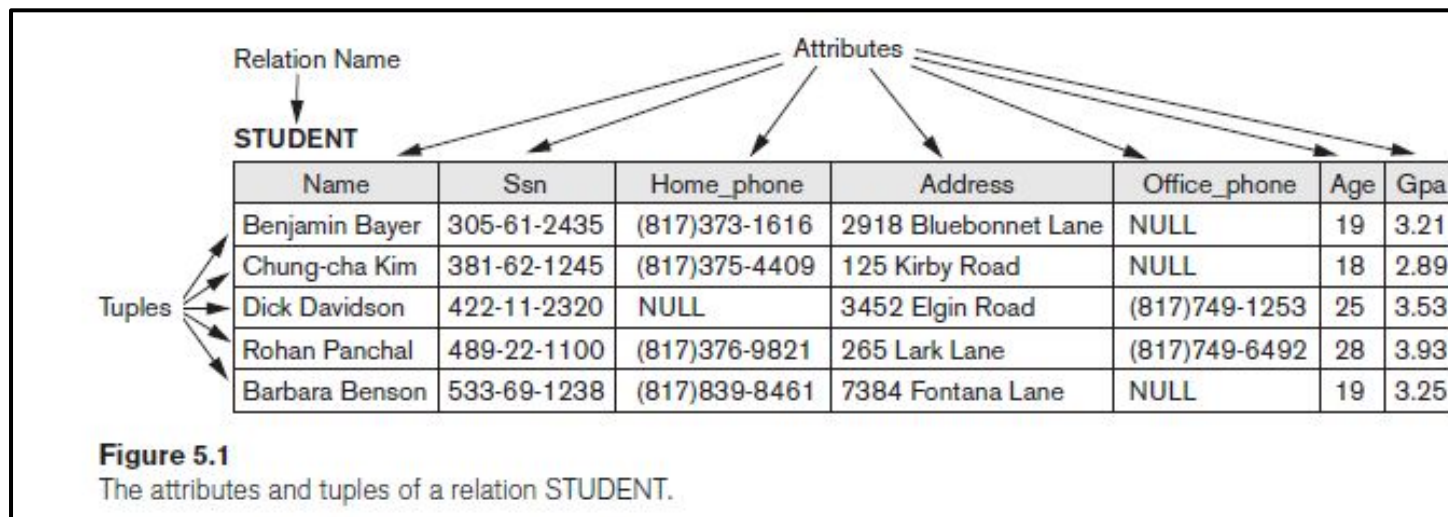 Relation Name
Attributes
STUDENT
Name Ssn Home_phone Address Office_phone Age Gpa
Benjamin Bayer 305-61-2435 (817)373-1616 2918 Bluebonnet Lane NULL 19 3.21
Chung-cha Kim 381-62-1245 (817)375-4409 125 Kirby Road NULL 18 2.89
Tuples Dick Davidson 422-11-2320 NULL 3452 Elgin Road (817)749-1253 25 3.53
Rohan Panchal 489-22-1100 (817)376-9821 265 Lark Lane (817)749-6492 28 3.93
Barbara Benson 533-69-1238 (817)839-8461 7384 Fontana Lane NULL 19 3.25
Figure 5.1
The attributes and tuples of a relation STUDENT.